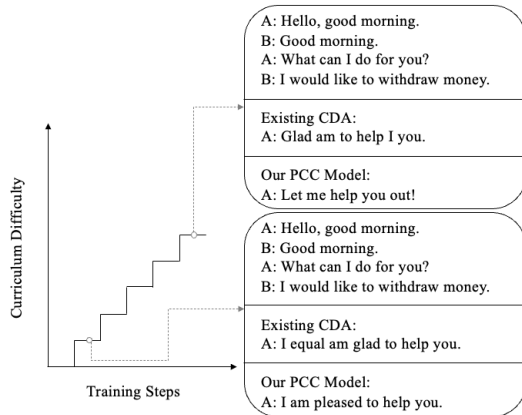 A: Hello, good morning.
B: Good morning.
A: What can I do for you?
B: I would like to withdraw money.
Existing CDA:
A: Glad am to help I you.
Our PCC Model:
A: Let me help you out!
A: Hello, good morning.
B: Good morning.
A: What can I do for you?
B: I would like to withdraw money.
Existing CDA:
A: I equal am glad to help you.
Our PCC Model:
A: I am pleased to help you.
Curriculum Difficulty
Training Steps